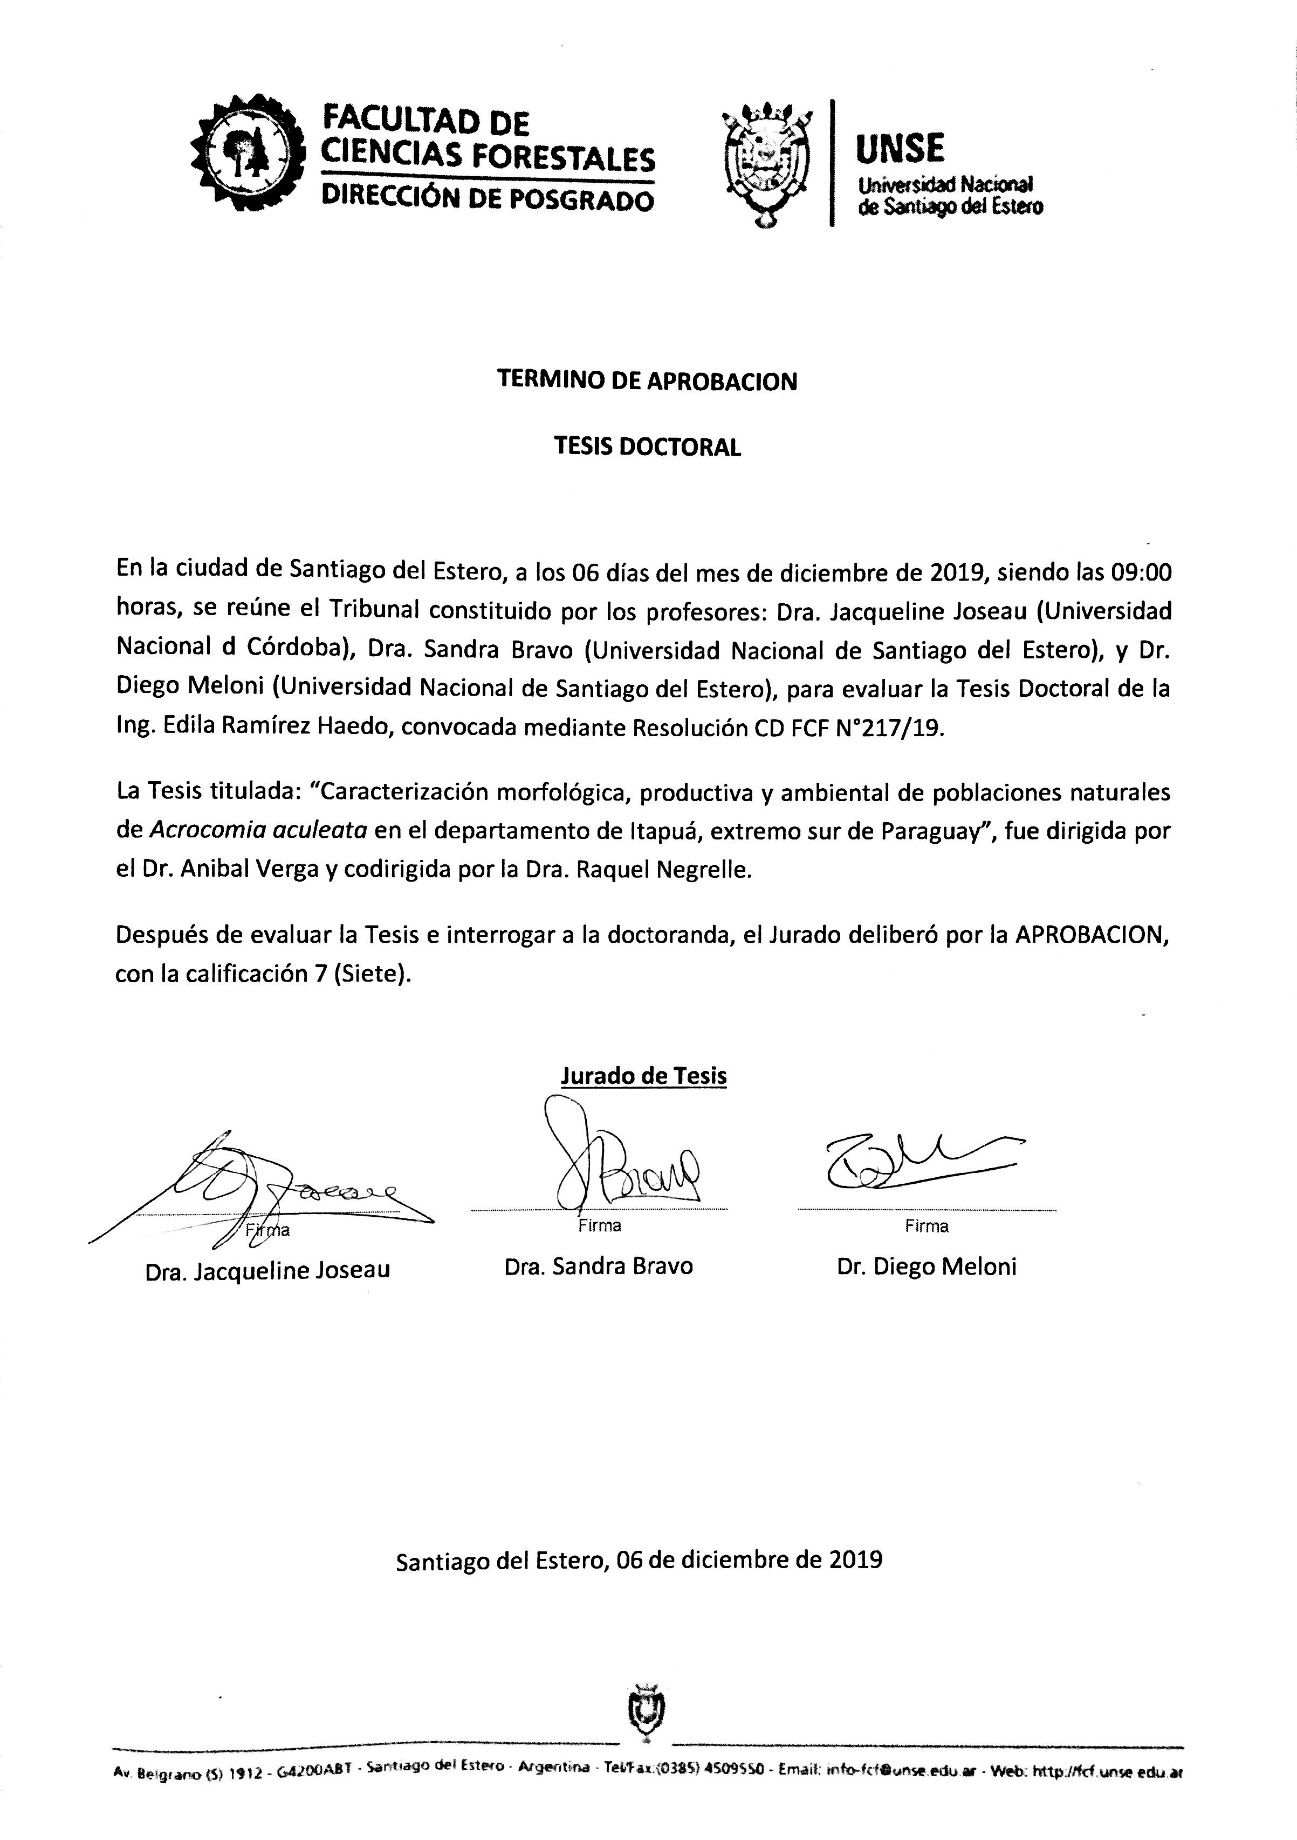 FACULTAD DE
CIENCIAS FORESTALES
DIRECCIÓN DE POSGRADO
UNSE
Universidad Nacional
de Santiago del Estero
TERMINO DE APROBACION
TESIS DOCTORAL
En la ciudad de Santiago del Estero, a los 06 días del mes de diciembre de 2019, siendo las 09:00
horas, se reúne el Tribunal constituido por los profesores: Dra. Jacqueline Joseau (Universidad
Nacional d Córdoba), Dra. Sandra Bravo (Universidad Nacional de Santiago del Estero), y Dr.
Diego Meloni (Universidad Nacional de Santiago del Estero), para evaluar la Tesis Doctoral de la
Ing. Edila Ramírez Haedo, convocada mediante Resolución CD FCF N°217/19.
La Tesis titulada: “Caracterización morfológica, productiva y ambiental de poblaciones naturales
de Acrocomia aculeata en el departamento de Itapuá, extremo sur de Paraguay”, fue dirigida por
el Dr. Anibal Verga y codirigida por la Dra. Raquel Negrelle.
Después de evaluar la Tesis e interrogar a la doctoranda, el Jurado deliberó por la APROBACION,
con la calificación 7 (Siete).
Jurado de Tesis
SBravo
Firma Firma Firma
Dra. Jacqueline Joseau Dra. Sandra Bravo Dr. Diego Meloni
Santiago del Estero, 06 de diciembre de 2019
Av. Belgrano (S) 1912 - G4200ABT - Santiago del Estero - Argentina - Tel/Fax:(0385) 4509550 - Email: info-fcf@unse.edu.ar - Web: http://fcf.unse.edu.ar